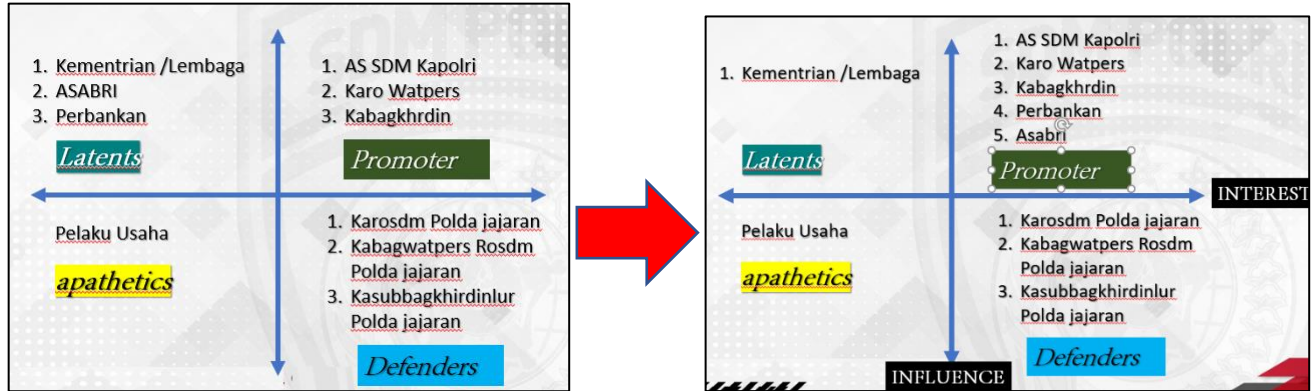 1. Kementrian /Lembaga
2. ASABRI
3. Perbankan
Latents
1. AS SDM Kapolri
2. Karo Watpers
3. Kabagkhrdin
Promoter
Pelaku Usaha
apathetics
1. Karosdm Polda jajaran
2. Kabagwatpers Rosdm
Polda jajaran
3. Kasubbagkhirdinlur
Polda jajaran
Defenders
1. Kementrian /Lembaga
Latents
1. AS SDM Kapolri
2. Karo Watpers
3. Kabagkhrdin
4. Perbankan
5. Asabri
Promoter
INTEREST
Pelaku Usaha
apathetics
1. Karosdm Polda jajaran
2. Kabagwatpers Rosdm
Polda jajaran
3. Kasubbagkhirdinlur
Polda jajaran
Defenders
INFLUENCE